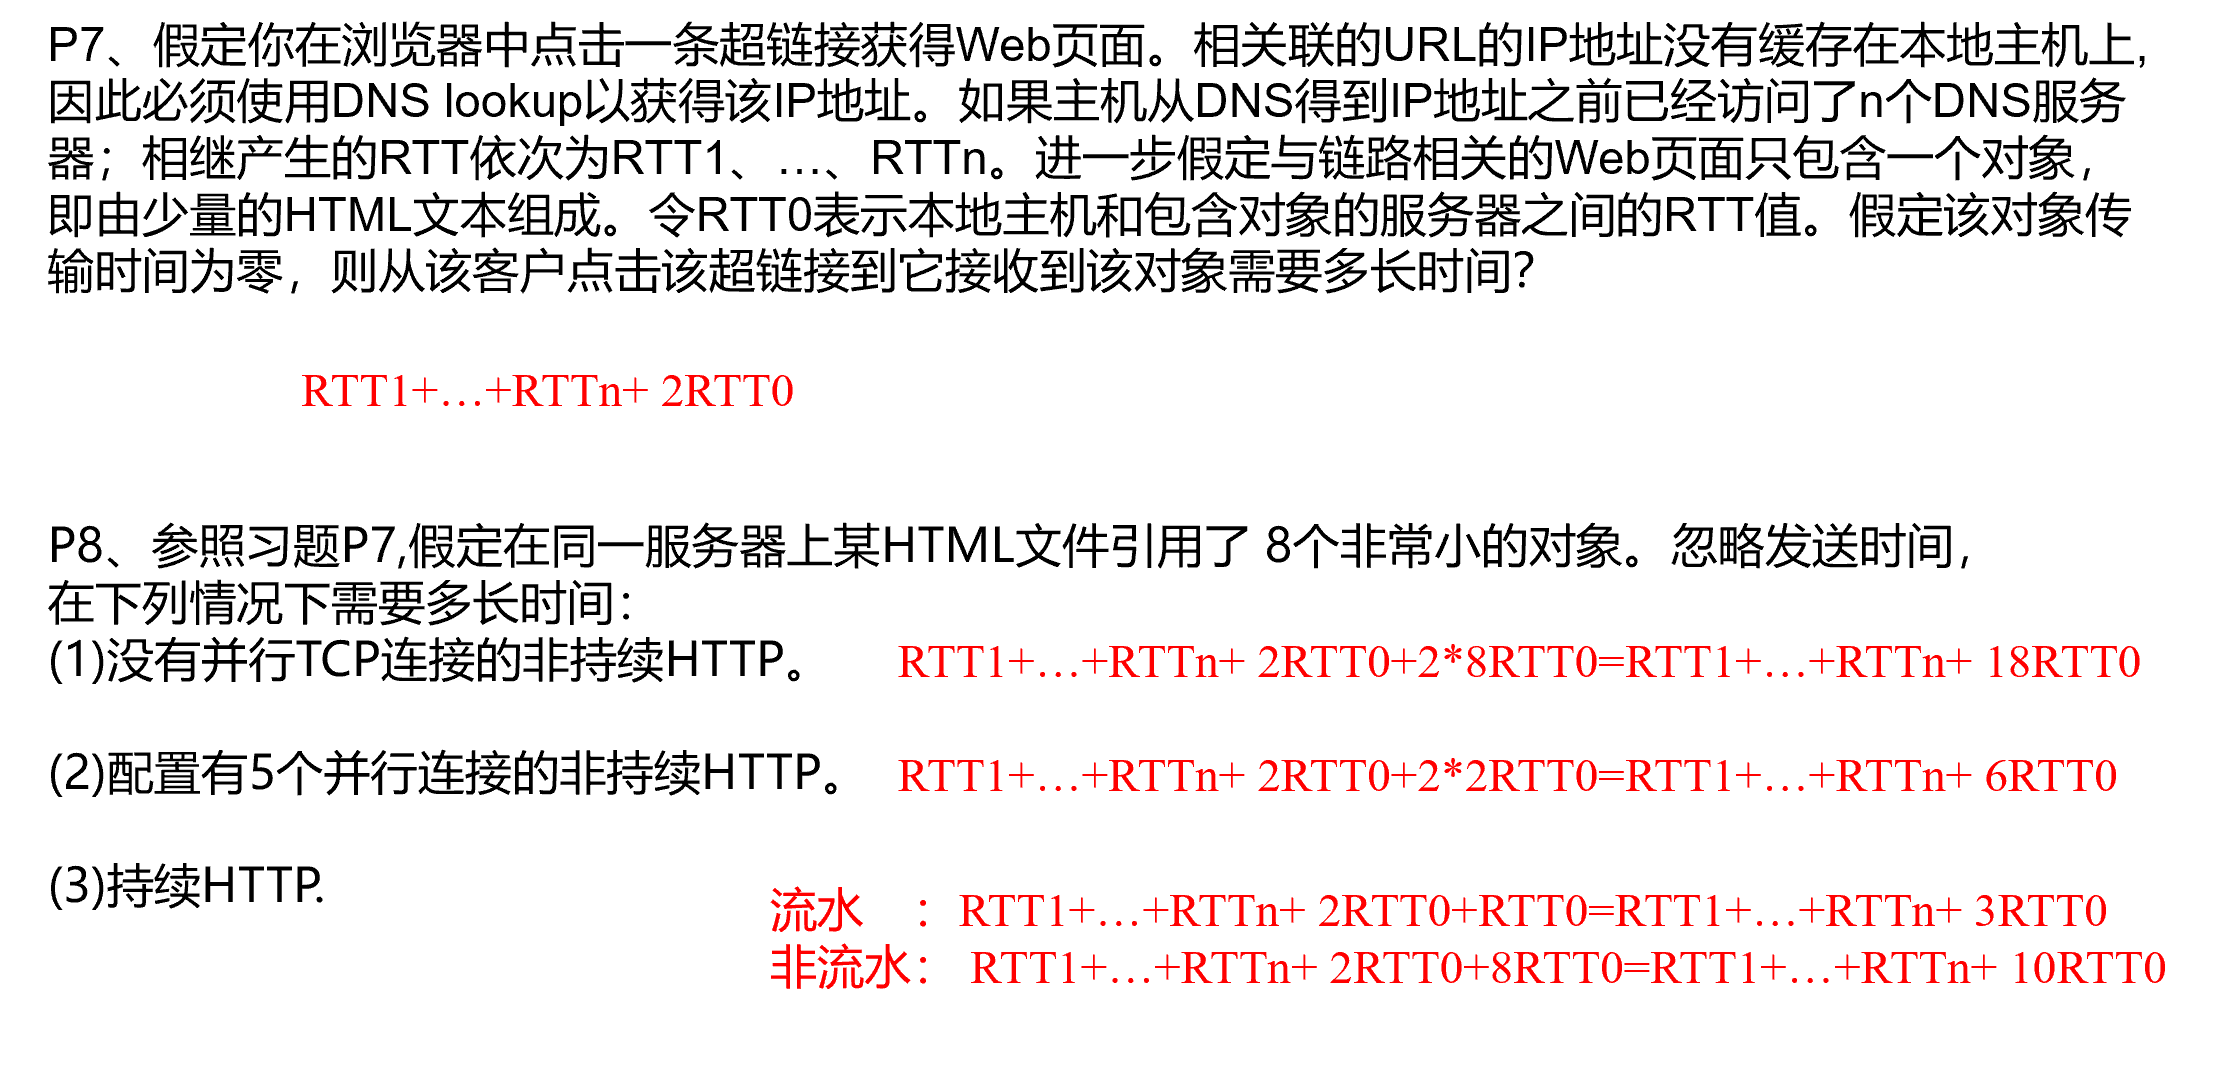 P7、假定你在浏览器中点击一条超链接获得Web页面。相关联的URL的IP地址没有缓存在本地主机上,
因此必须使用DNS lookup以获得该IP地址。如果主机从DNS得到IP地址之前已经访问了n个DNS服务
器；相继产生的RTT依次为RTT1、…、RTTn。进一步假定与链路相关的Web页面只包含一个对象，
即由少量的HTML文本组成。令RTT0表示本地主机和包含对象的服务器之间的RTT值。假定该对象传
输时间为零，则从该客户点击该超链接到它接收到该对象需要多长时间?
RTT1+…+RTTn+ 2RTT0
P8、参照习题P7,假定在同一服务器上某HTML文件引用了 8个非常小的对象。忽略发送时间，
在下列情况下需要多长时间：
(1)没有并行TCP连接的非持续HTTP。 RTT1+…+RTTn+ 2RTT0+2*8RTT0=RTT1+…+RTTn+ 18RTT0
(2)配置有5个并行连接的非持续HTTP。 RTT1+…+RTTn+ 2RTT0+2*2RTT0=RTT1+…+RTTn+ 6RTT0
(3)持续HTTP.
流水 ：RTT1+…+RTTn+ 2RTT0+RTT0=RTT1+…+RTTn+ 3RTT0
非流水： RTT1+…+RTTn+ 2RTT0+8RTT0=RTT1+…+RTTn+ 10RTT0